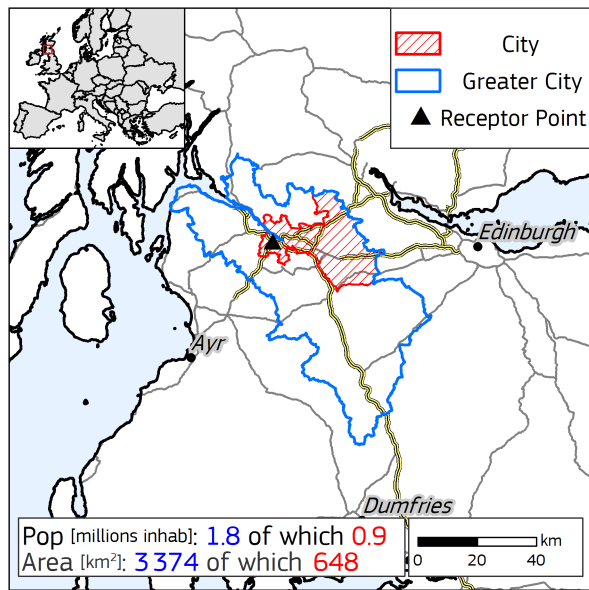 City
Greater City
Receptor Point
Edinburgh
Ayr
Dumfries
Pop [millions inhab]: 1.8 of which 0.9
Area [km²]: 3 374 of which 648
km
0 20 40